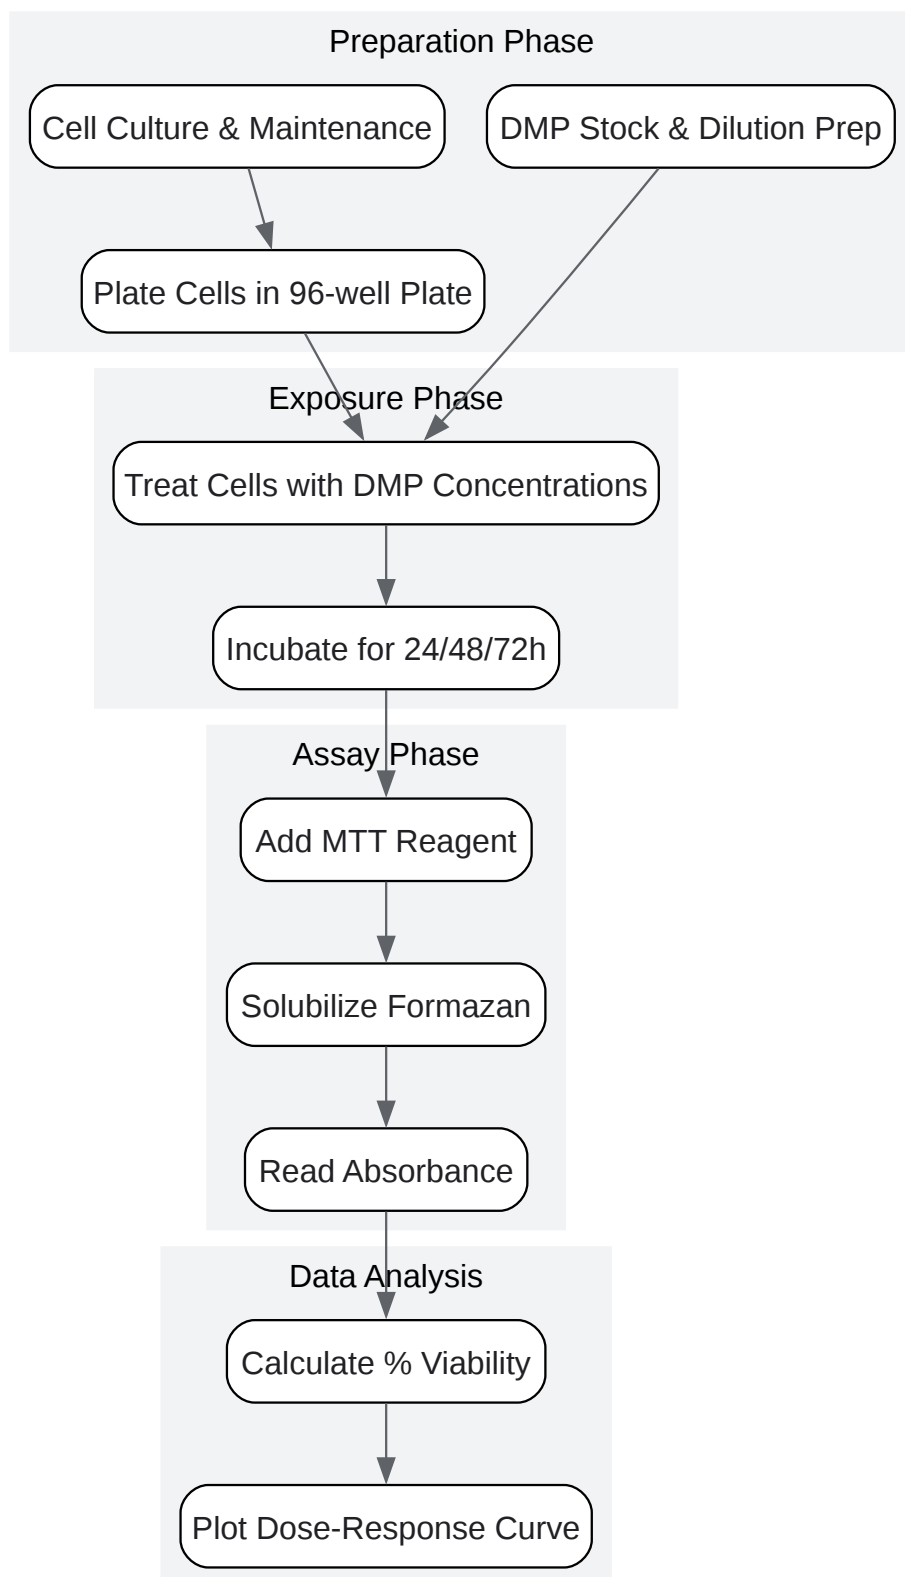 Preparation Phase
Cell Culture & Maintenance
DMP Stock & Dilution Prep
Plate Cells in 96-well Plate
Exposure Phase
Treat Cells with DMP Concentrations
Incubate for 24/48/72h
Assay Phase
Add MTT Reagent
Solubilize Formazan
Read Absorbance
Data Analysis
Calculate % Viability
Plot Dose-Response Curve